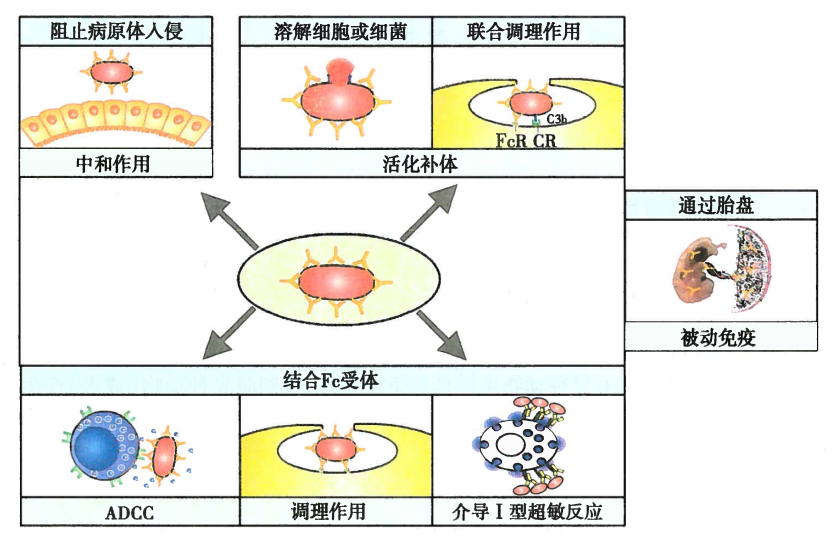 阻止病原体入侵
溶解细胞或细菌
联合调理作用
C3b
FcR CR
中和作用
活化补体
通过胎盘
被动免疫
结合Fc受体
ADCC
调理作用
介导Ⅰ型超敏反应